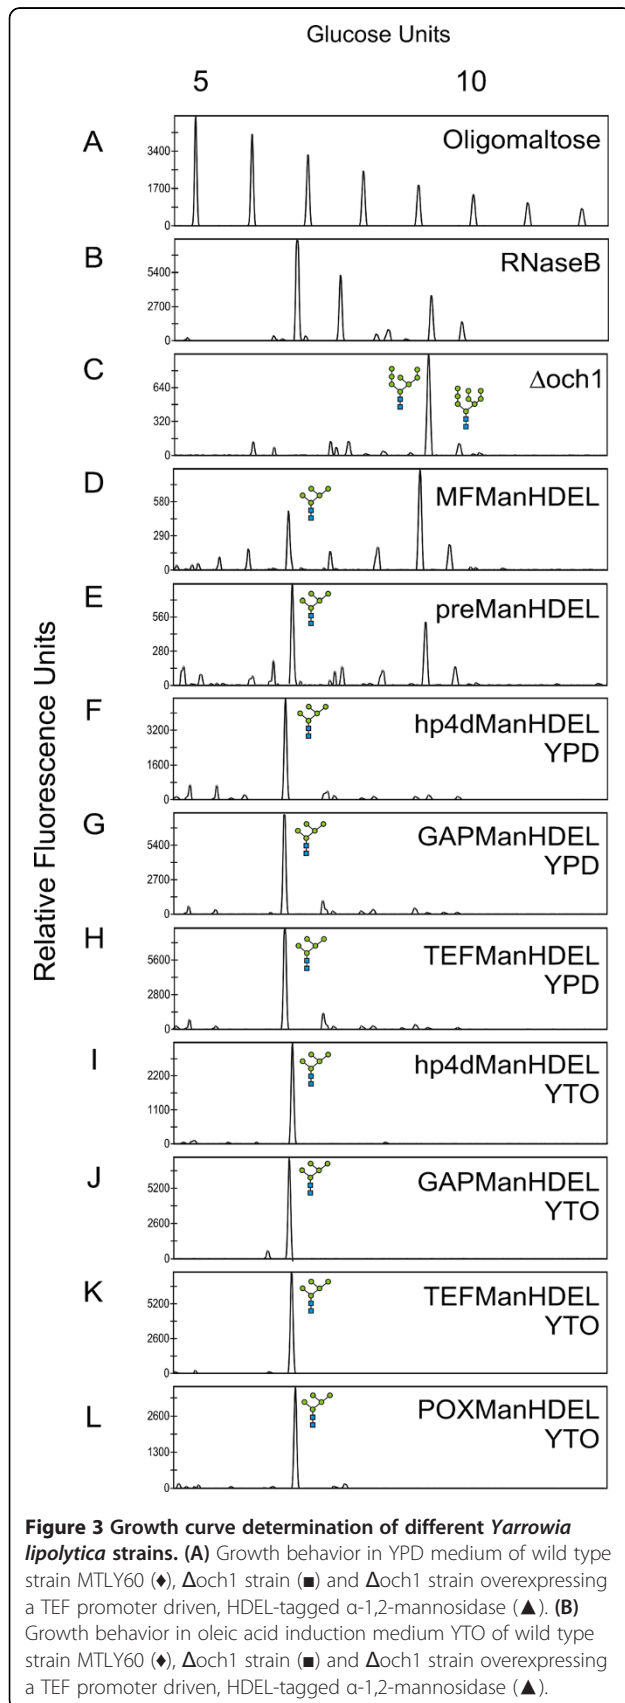 Glucose Units
5 10
A Oligomaltose
3400
1700
0
B RNaseB
5400
2700
0
C Δoch1
640
320
0
D MFManHDEL
580
290
0
E preManHDEL
560
280
0
F hp4dManHDEL
YPD
3200
1600
0
G GAPManHDEL
YPD
5400
2700
0
H TEFManHDEL
YPD
5600
2800
0
I hp4dManHDEL
YTO
2200
1100
0
J GAPManHDEL
YTO
5200
2600
0
K TEFManHDEL
YTO
5200
2600
0
L POXManHDEL
YTO
2600
1300
0
Relative Fluorescence Units
Figure 3 Growth curve determination of different Yarrowia
lipolytica strains. (A) Growth behavior in YPD medium of wild type
strain MTLY60 (♦), Δoch1 strain (■) and Δoch1 strain overexpressing
a TEF promoter driven, HDEL-tagged α-1,2-mannosidase (▲). (B)
Growth behavior in oleic acid induction medium YTO of wild type
strain MTLY60 (♦), Δoch1 strain (■) and Δoch1 strain overexpressing
a TEF promoter driven, HDEL-tagged α-1,2-mannosidase (▲).